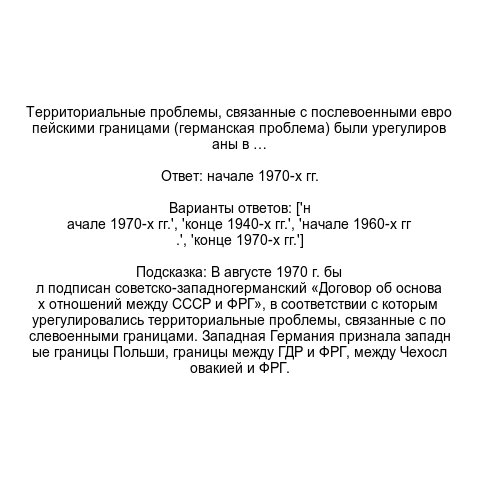 Территориальные проблемы, связанные с послевоенными евро
пейскими границами (германская проблема) были урегулиров
аны в …
Ответ: начале 1970-х гг.
Варианты ответов: ['н
ачале 1970-х гг.', 'конце 1940-х гг.', 'начале 1960-х гг
.', 'конце 1970-х гг.']
Подсказка: В августе 1970 г. бы
л подписан советско-западногерманский «Договор об основа
х отношений между СССР и ФРГ», в соответствии с которым
урегулировались территориальные проблемы, связанные с по
слевоенными границами. Западная Германия признала западн
ые границы Польши, границы между ГДР и ФРГ, между Чехосл
овакией и ФРГ.